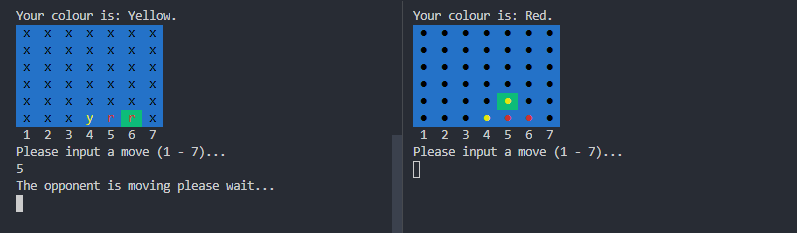 Your colour is: Yellow.
x x x x x x x
x x x x x x x
x x x x x x x
x x x x x x x
x x x x x x x
x x x y r r x
1 2 3 4 5 6 7
Please input a move (1 - 7)...
5
The opponent is moving please wait...
Your colour is: Red.
● ● ● ● ● ● ●
● ● ● ● ● ● ●
● ● ● ● ● ● ●
● ● ● ● ● ● ●
● ● ● ● ● ● ●
● ● ● ● ● ● ●
1 2 3 4 5 6 7
Please input a move (1 - 7)...